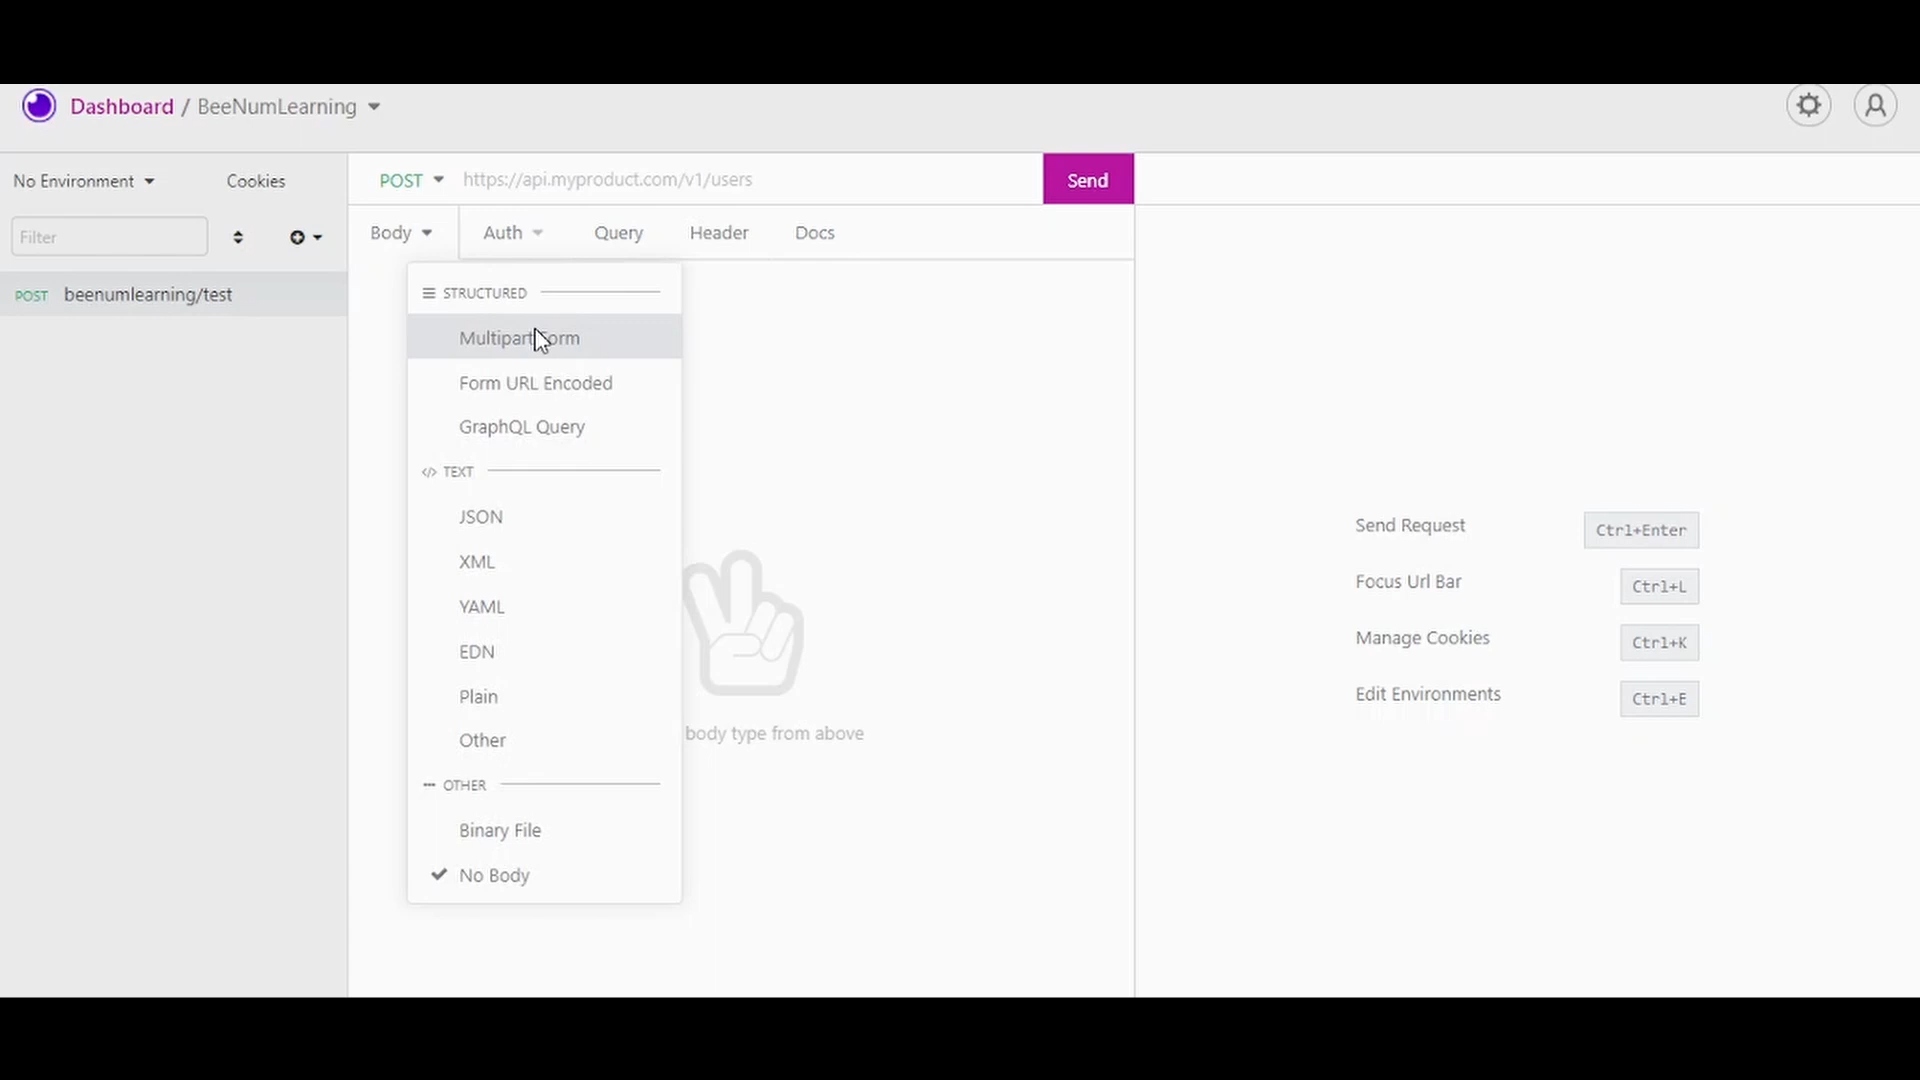 Dashboard / BeeNumLearning
No Environment
Cookies
POST
https://api.myproduct.com/v1/users
Send
Filter
Body
Auth
Query
Header
Docs
POST beenumlearning/test
STRUCTURED
Multipart Form
Form URL Encoded
GraphQL Query
</> TEXT
JSON
XML
YAML
EDN
Plain
Other
OTHER
Binary File
No Body
body type from above
Send Request
Ctrl+Enter
Focus Url Bar
Ctrl+L
Manage Cookies
Ctrl+K
Edit Environments
Ctrl+E